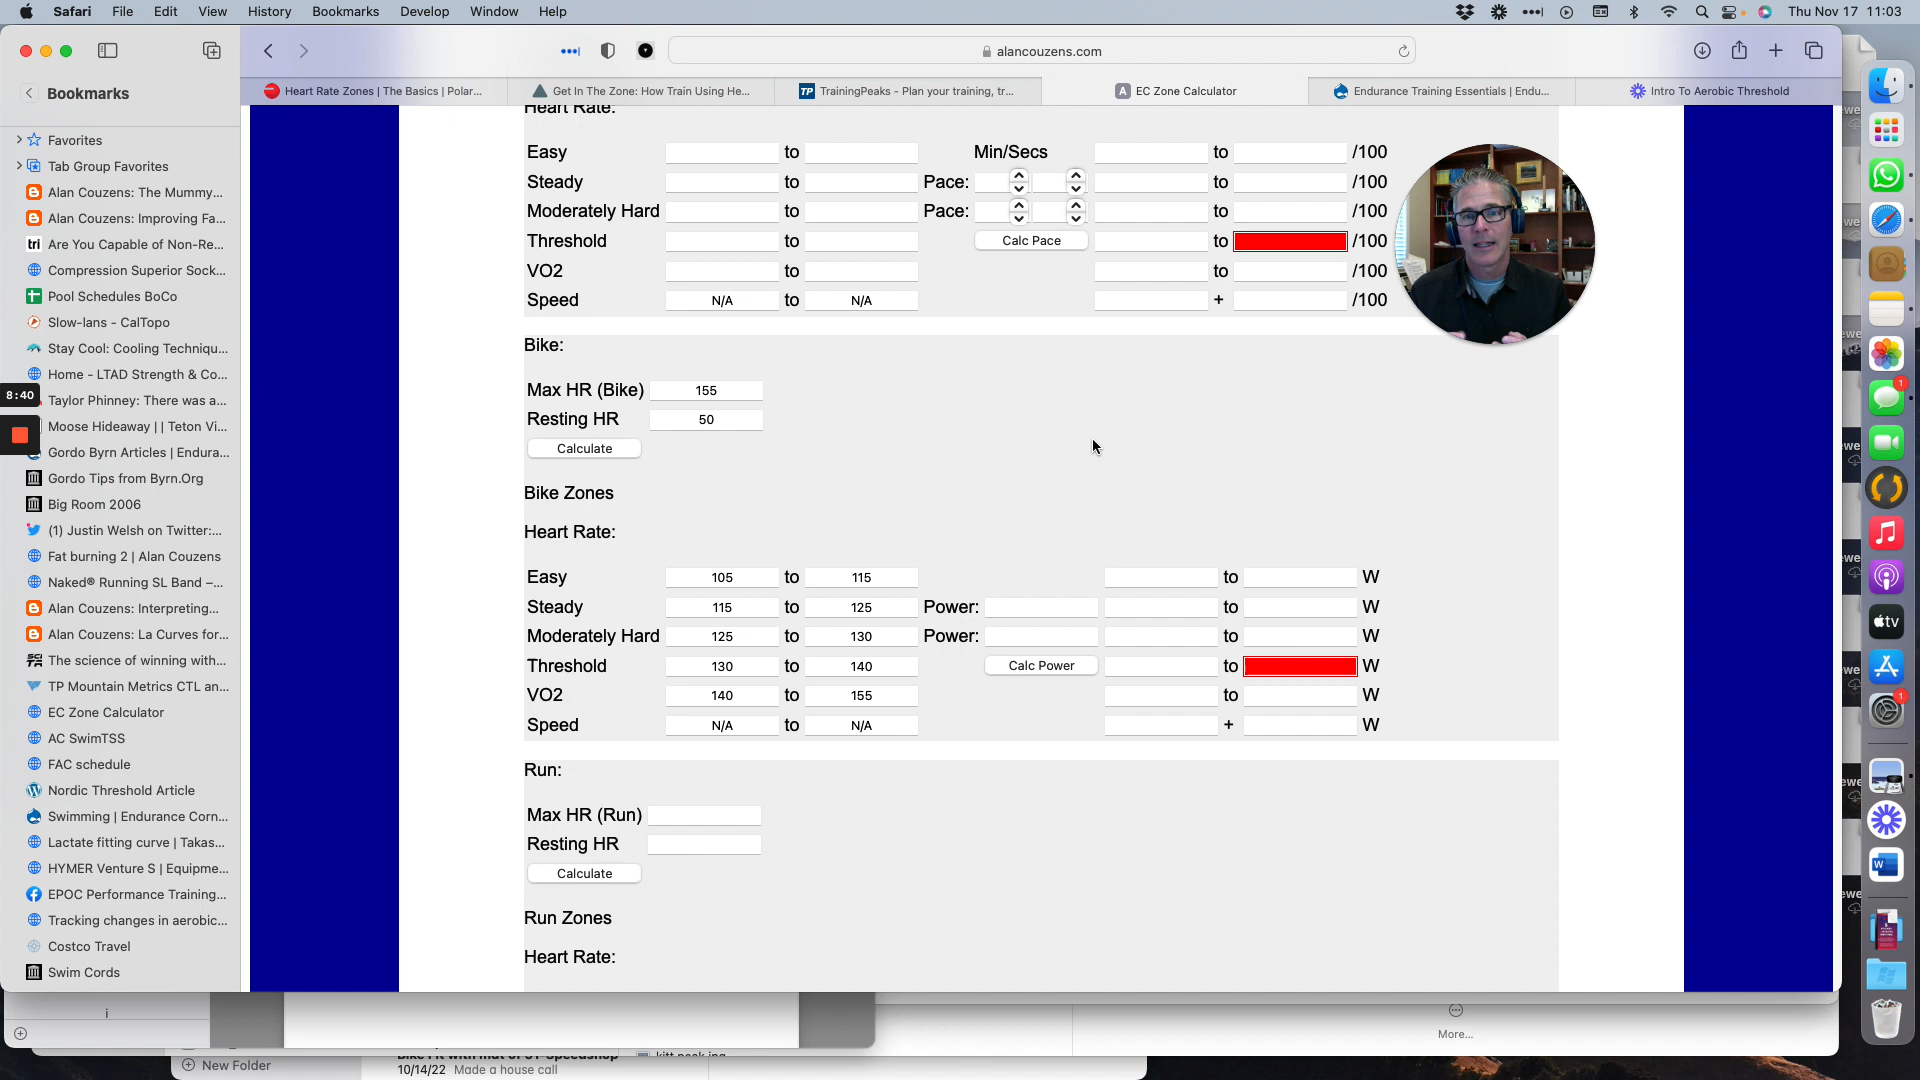 Safari File Edit View History Bookmarks Develop Window Help Thu Nov 17 11:03
alancouzens.com
Bookmarks
Heart Rate Zones | The Basics | Polar...
Get In The Zone: How Train Using He...
TP TrainingPeaks - Plan your training, tr...
A EC Zone Calculator
Endurance Training Essentials | Endu...
Intro To Aerobic Threshold
Favorites
Tab Group Favorites
Alan Couzens: The Mummy...
Alan Couzens: Improving Fa...
tri Are You Capable of Non-Re...
Compression Superior Sock...
Pool Schedules BoCo
Slow-lans - CalTopo
Stay Cool: Cooling Techniqu...
Home - LTAD Strength & Co...
8:40
Taylor Phinney: There was a...
Moose Hideaway | | Teton Vi...
Gordo Byrn Articles | Endura...
Gordo Tips from Byrn.Org
Big Room 2006
(1) Justin Welsh on Twitter:...
Fat burning 2 | Alan Couzens
Naked® Running SL Band –...
Alan Couzens: Interpreting...
Alan Couzens: La Curves for...
The science of winning with...
TP Mountain Metrics CTL an...
EC Zone Calculator
AC SwimTSS
FAC schedule
Nordic Threshold Article
Swimming | Endurance Corn...
Lactate fitting curve | Takas...
HYMER Venture S | Equipme...
EPOC Performance Training...
Tracking changes in aerobic...
Costco Travel
Swim Cords
Heart Rate:
Easy to Min/Secs to /100
Steady to Pace: to /100
Moderately Hard to Pace: to /100
Threshold to Calc Pace to /100
VO2 to to /100
Speed N/A to N/A + /100
Bike:
Max HR (Bike) 155
Resting HR 50
Calculate
Bike Zones
Heart Rate:
Easy 105 to 115 to W
Steady 115 to 125 Power: to W
Moderately Hard 125 to 130 Power: to W
Threshold 130 to 140 Calc Power to W
VO2 140 to 155 to W
Speed N/A to N/A + W
Run:
Max HR (Run)
Resting HR
Calculate
Run Zones
Heart Rate:
1
1
tv
W
i
More...
New Folder
10/14/22 Made a house call